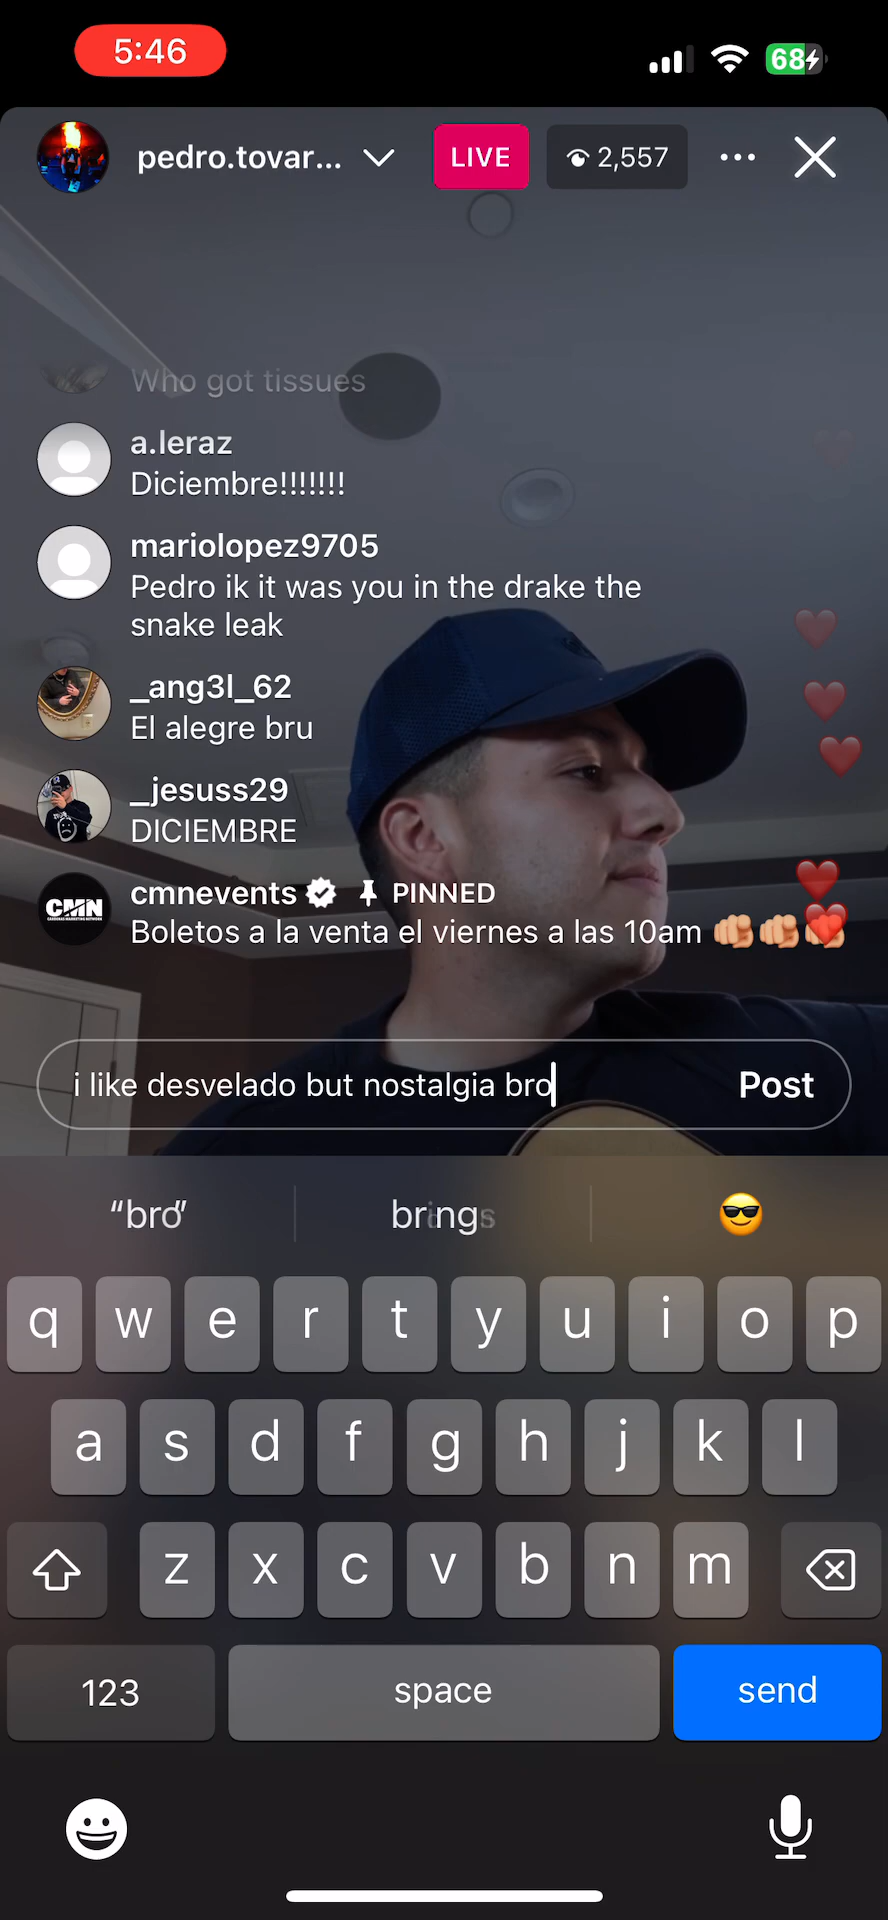 5:46
68
pedro.tovar...
LIVE
2,557
Who got tissues
a.leraz
Diciembre!!!!!!!
mariolopez9705
Pedro ik it was you in the drake the
snake leak
_ang3l_62
El alegre bru
_jesuss29
DICIEMBRE
CMN
cmnevents PINNED
Boletos a la venta el viernes a las 10am 🫵🫵🫵
i like desvelado but nostalgia bro
Post
“bro” brings 😎
q w e r t y u i o p
a s d f g h j k l
z x c v b n m
123 space send